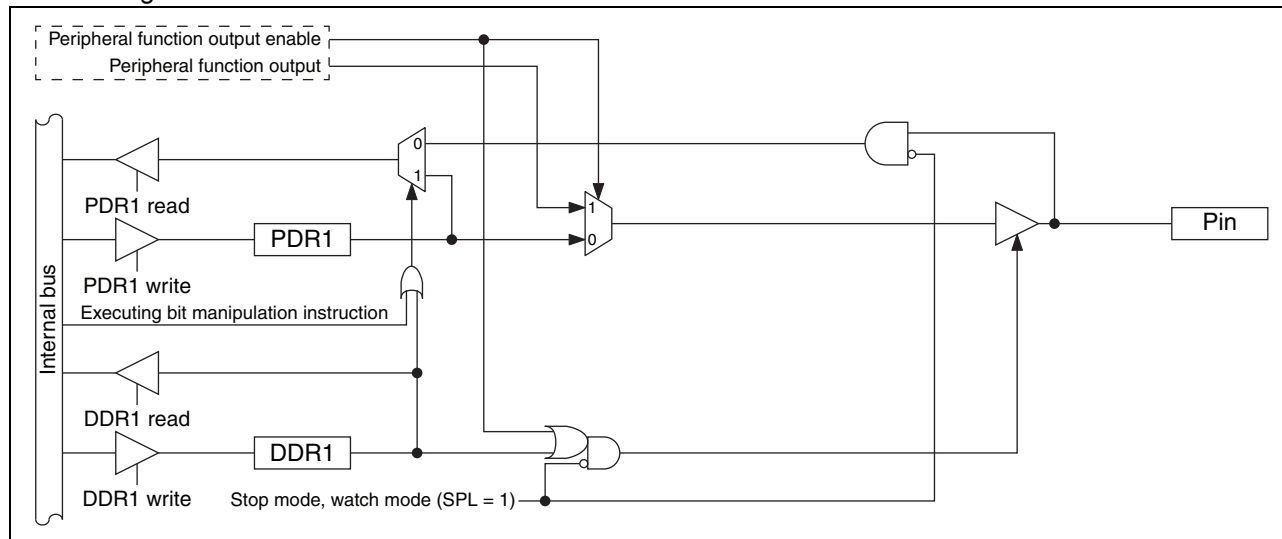 Peripheral function output enable
Peripheral function output
0
1
PDR1 read
1
PDR1
0
Pin
PDR1 write
Executing bit manipulation instruction
Internal bus
DDR1 read
DDR1
DDR1 write
Stop mode, watch mode (SPL = 1)